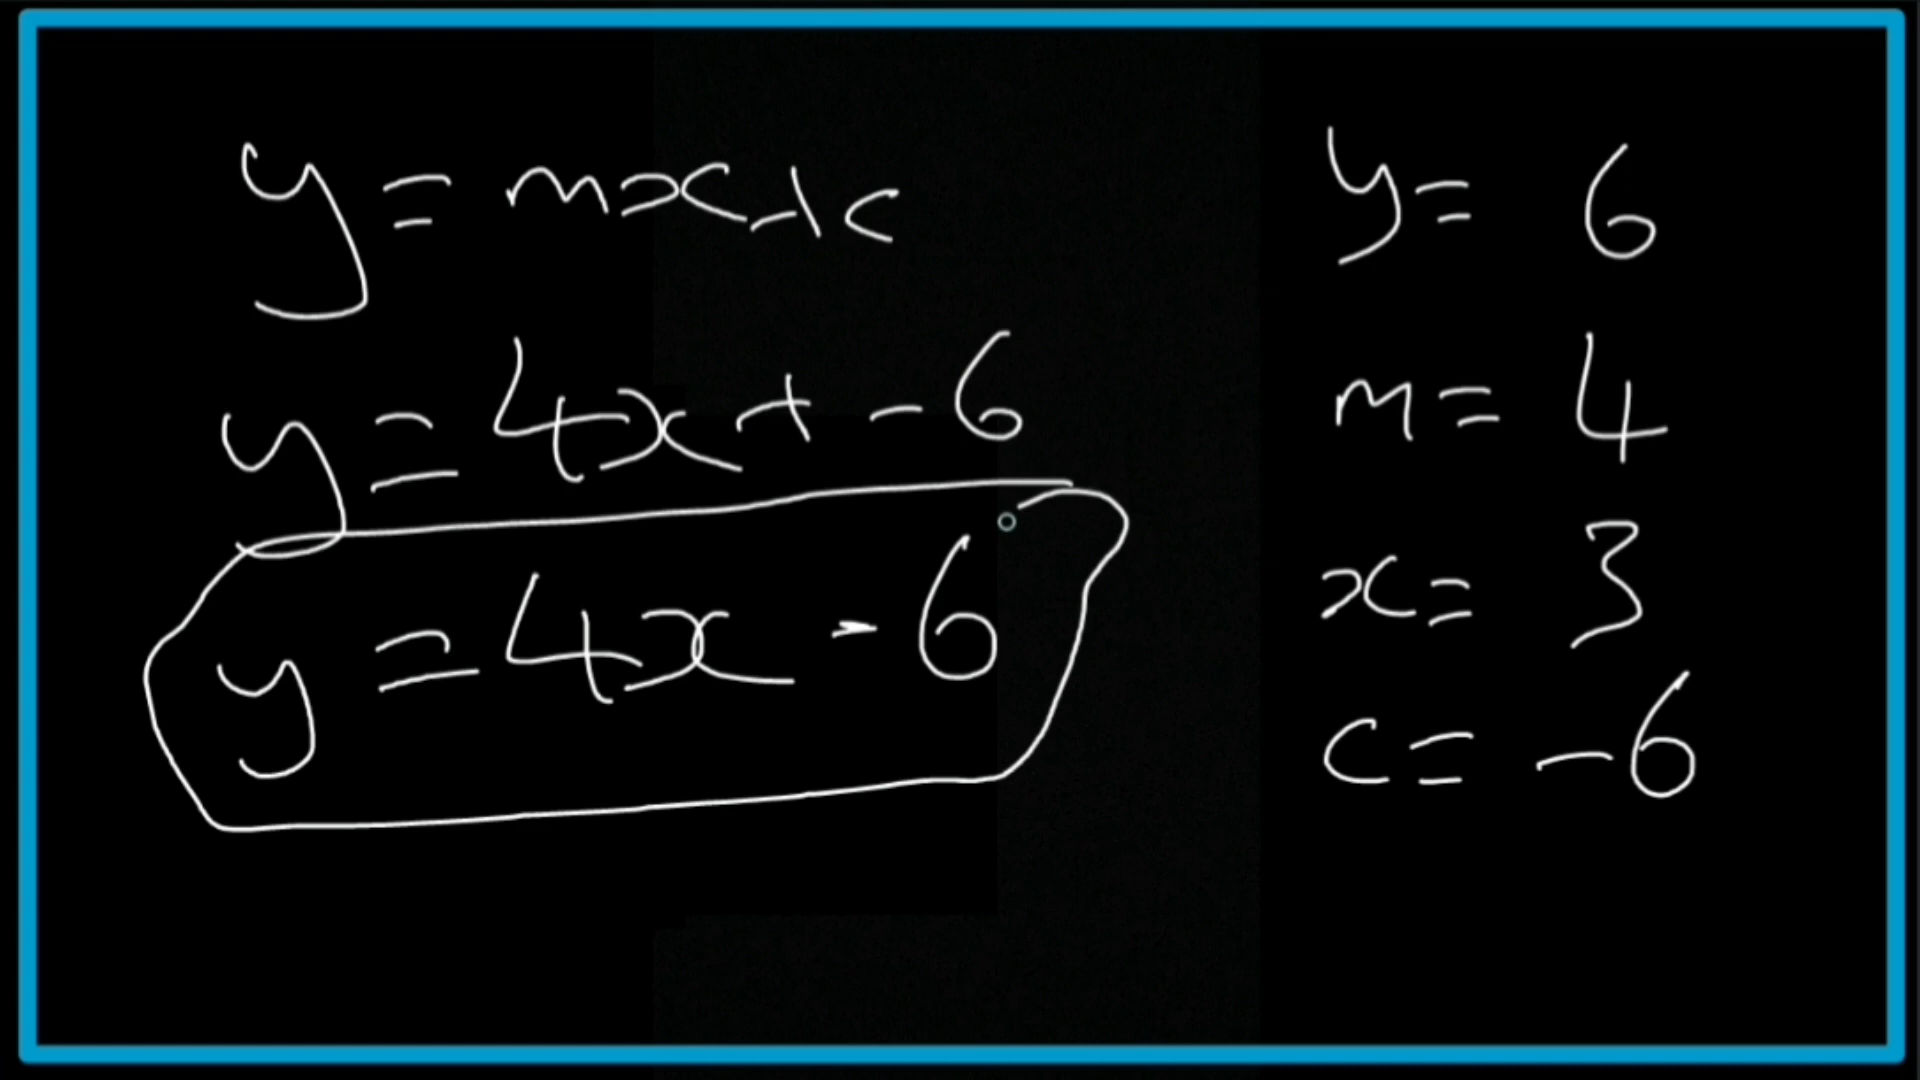 y = mx + c
y = 4x + -6
y = 4x - 6
y = 6
m = 4
x = 3
c = -6